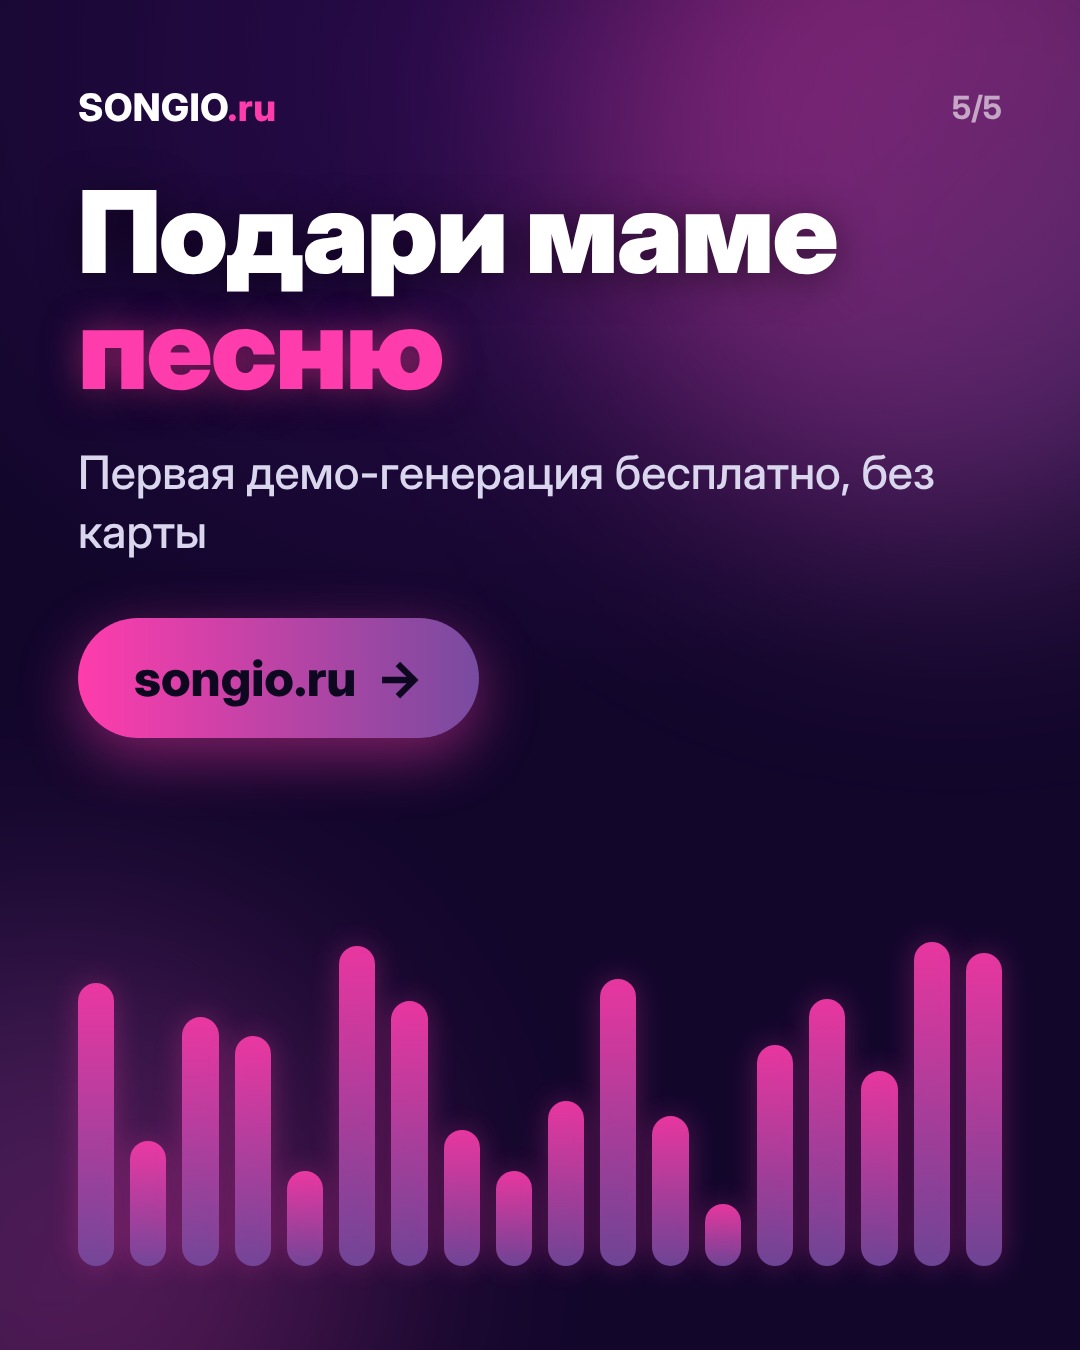 SONGIO.ru
5/5
Подари маме
песню
Первая демо-генерация бесплатно, без
карты
songio.ru →